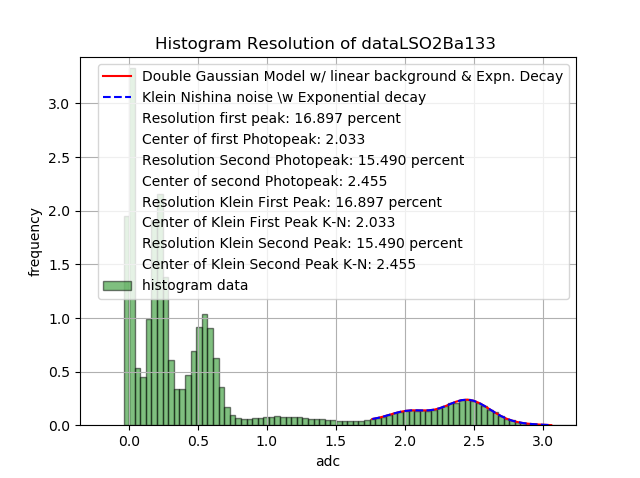 Histogram Resolution of dataLSO2Ba133
Double Gaussian Model w/ linear background & Expn. Decay
Klein Nishina noise \w Exponential decay
Resolution first peak: 16.897 percent
Center of first Photopeak: 2.033
Resolution Second Photopeak: 15.490 percent
Center of second Photopeak: 2.455
Resolution Klein First Peak: 16.897 percent
Center of Klein First Peak K-N: 2.033
Resolution Klein Second Peak: 15.490 percent
Center of Klein Second Peak K-N: 2.455
histogram data
frequency
3.0
2.5
2.0
1.5
1.0
0.5
0.0
0.0 0.5 1.0 1.5 2.0 2.5 3.0
adc